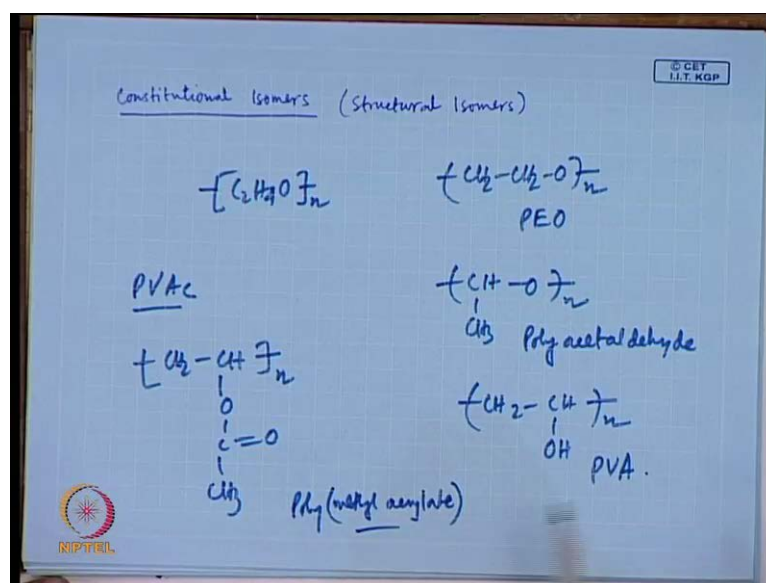 © CET
I.I.T. KGP
Constitutional Isomers (Structural Isomers)
-[C2H4O]-n
-[CH2-CH2-O]-n
PEO
-[CH-O]-n
CH3
Poly acetaldehyde
-[CH2-CH]-n
OH
PVA.
PVAc
-[CH2-CH]-n
O
C=O
CH3
Poly(methyl acrylate)
NPTEL